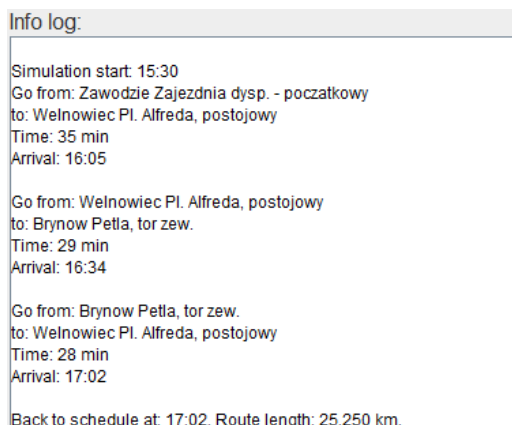 Info log:
Simulation start: 15:30
Go from: Zawodzie Zajezdnia dysp. - poczatkowy
to: Welnowiec Pl. Alfreda, postojowy
Time: 35 min
Arrival: 16:05
Go from: Welnowiec Pl. Alfreda, postojowy
to: Brynow Petla, tor zew.
Time: 29 min
Arrival: 16:34
Go from: Brynow Petla, tor zew.
to: Welnowiec Pl. Alfreda, postojowy
Time: 28 min
Arrival: 17:02
Back to schedule at: 17:02. Route length: 25,250 km.